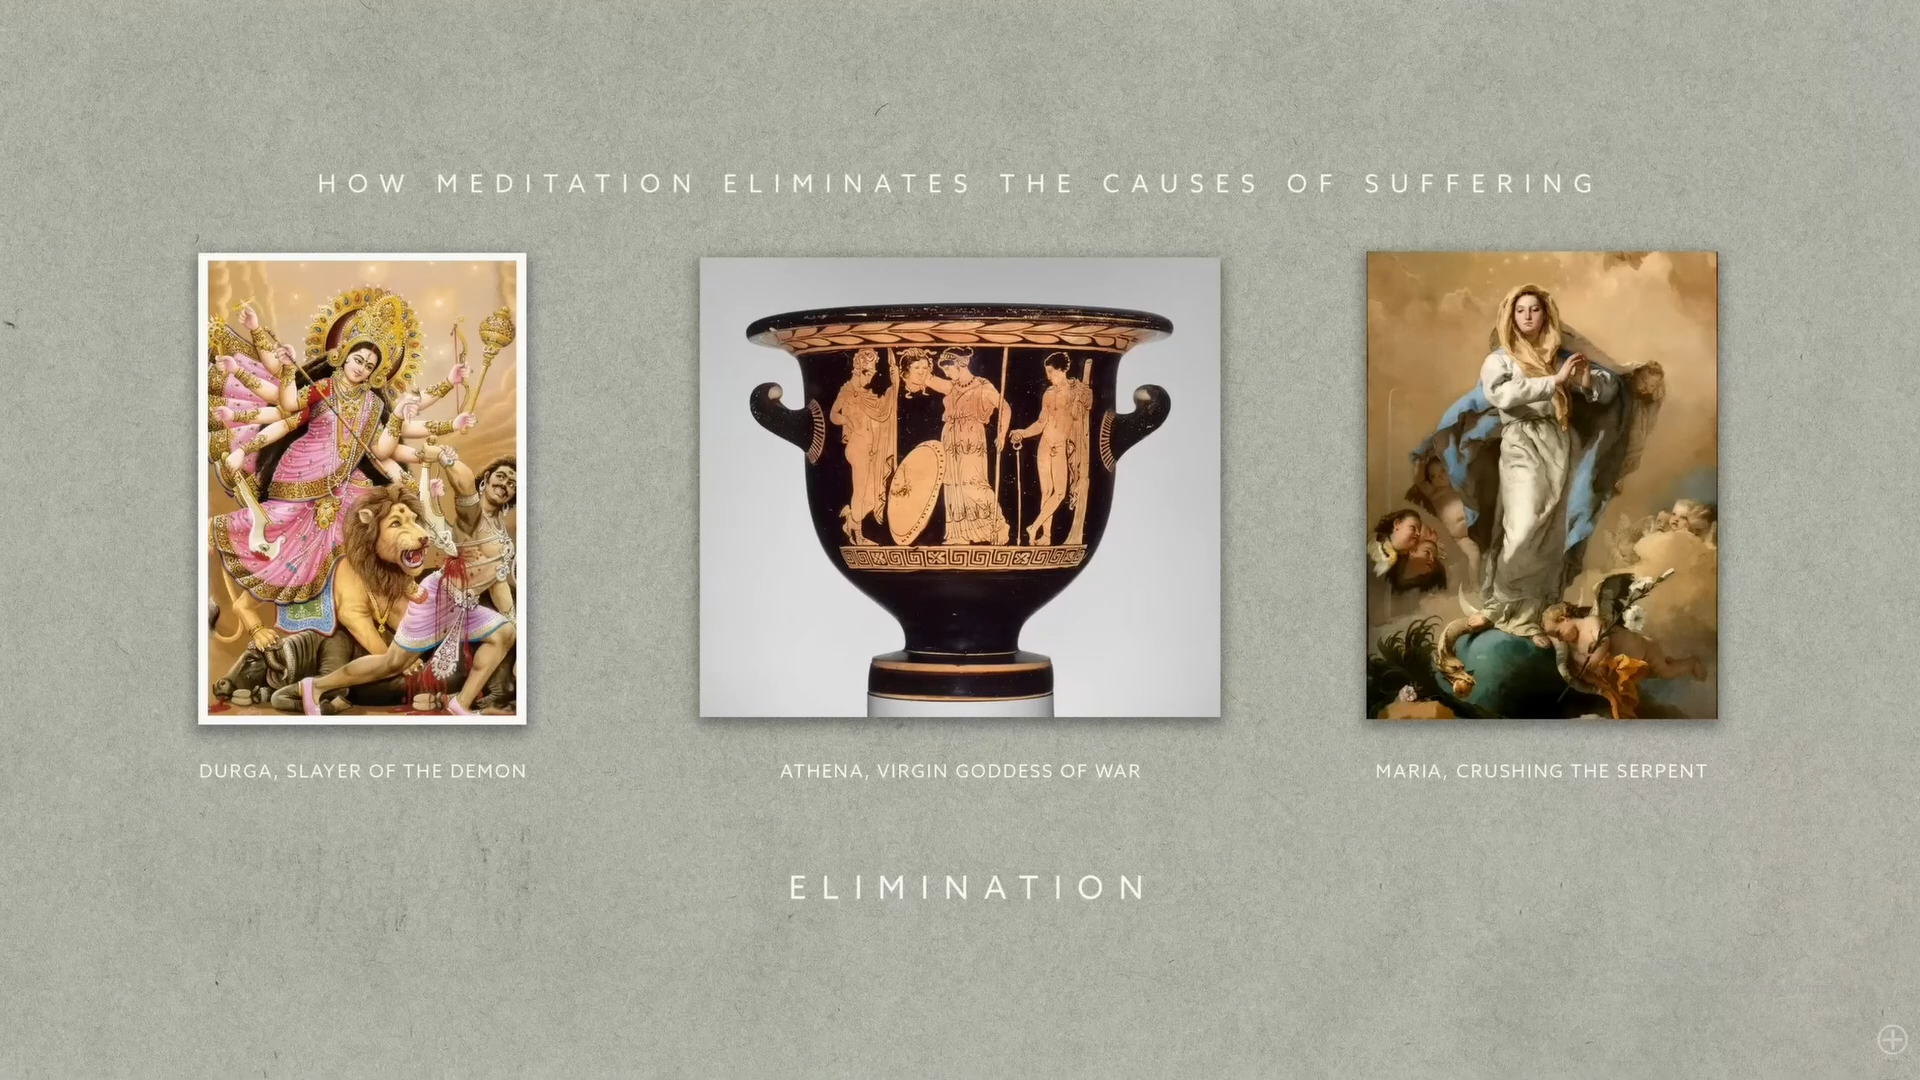 HOW MEDITATION ELIMINATES THE CAUSES OF SUFFERING
DURGA, SLAYER OF THE DEMON
ATHENA, VIRGIN GODDESS OF WAR
MARIA, CRUSHING THE SERPENT
ELIMINATION